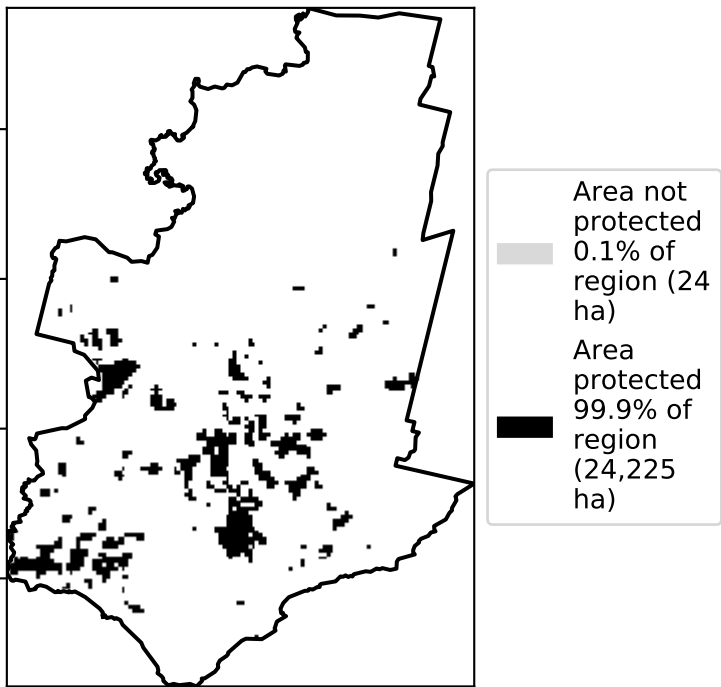 Area not
protected
0.1% of
region (24
ha)
Area
protected
99.9% of
region
(24,225
ha)